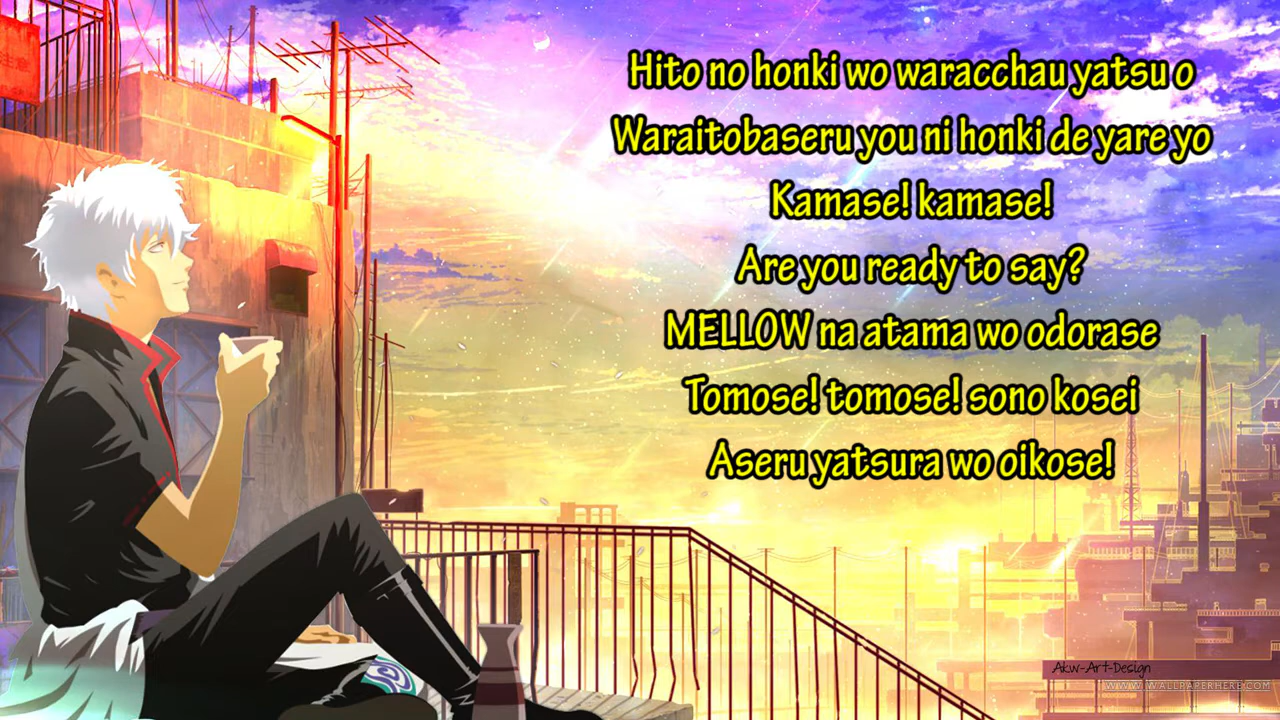 注意
Hito no honki wo waracchau yatsu o
Waraitobaseru you ni honki de yare yo
Kamase! kamase!
Are you ready to say?
MELLOW na atama wo odorase
Tomose! tomose! sono kosei
Aseru yatsura wo oikose!
Akw-Art-Design
WWW.WALLPAPERHERE.COM